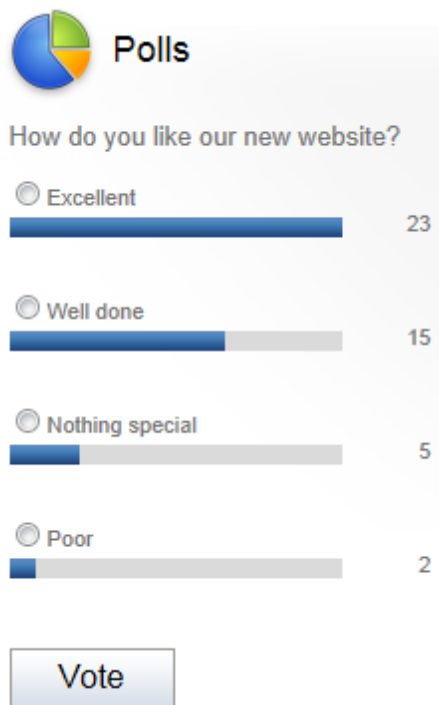 Polls
How do you like our new website?
Excellent
23
Well done
15
Nothing special
5
Poor
2
Vote